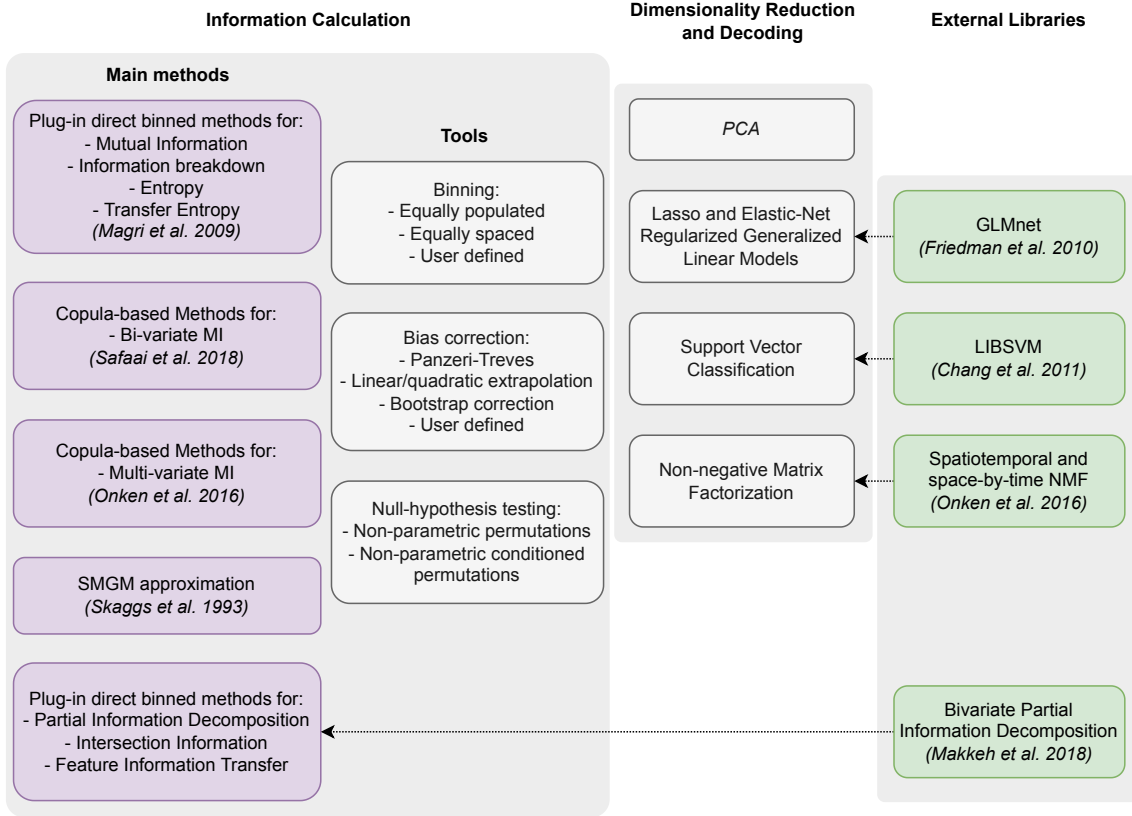 Information Calculation
Dimensionality Reduction
and Decoding
External Libraries
Main methods
Plug-in direct binned methods for:
- Mutual Information
- Information breakdown
- Entropy
- Transfer Entropy
(Magri et al. 2009)
Copula-based Methods for:
- Bi-variate MI
(Safaai et al. 2018)
Copula-based Methods for:
- Multi-variate MI
(Onken et al. 2016)
SMGM approximation
(Skaggs et al. 1993)
Plug-in direct binned methods for:
- Partial Information Decomposition
- Intersection Information
- Feature Information Transfer
Tools
Binning:
- Equally populated
- Equally spaced
- User defined
Bias correction:
- Panzeri-Treves
- Linear/quadratic extrapolation
- Bootstrap correction
- User defined
Null-hypothesis testing:
- Non-parametric permutations
- Non-parametric conditioned
permutations
PCA
Lasso and Elastic-Net
Regularized Generalized
Linear Models
Support Vector
Classification
Non-negative Matrix
Factorization
GLMnet
(Friedman et al. 2010)
LIBSVM
(Chang et al. 2011)
Spatiotemporal and
space-by-time NMF
(Onken et al. 2016)
Bivariate Partial
Information Decomposition
(Makkeh et al. 2018)